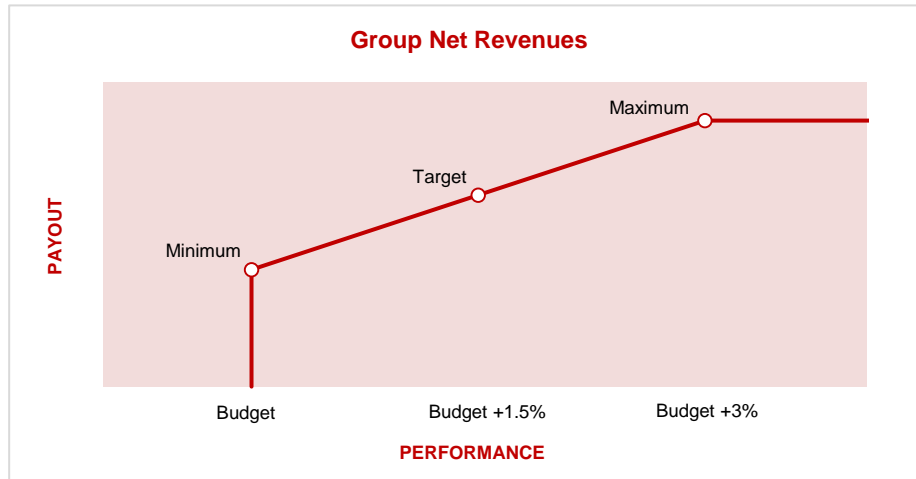 Group Net Revenues
Maximum
Target
Minimum
PAYOUT
Budget
Budget +1.5%
Budget +3%
PERFORMANCE